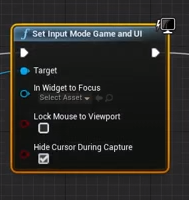 Set Input Mode Game and UI
Target
In Widget to Focus
Select Asset
Lock Mouse to Viewport
Hide Cursor During Capture